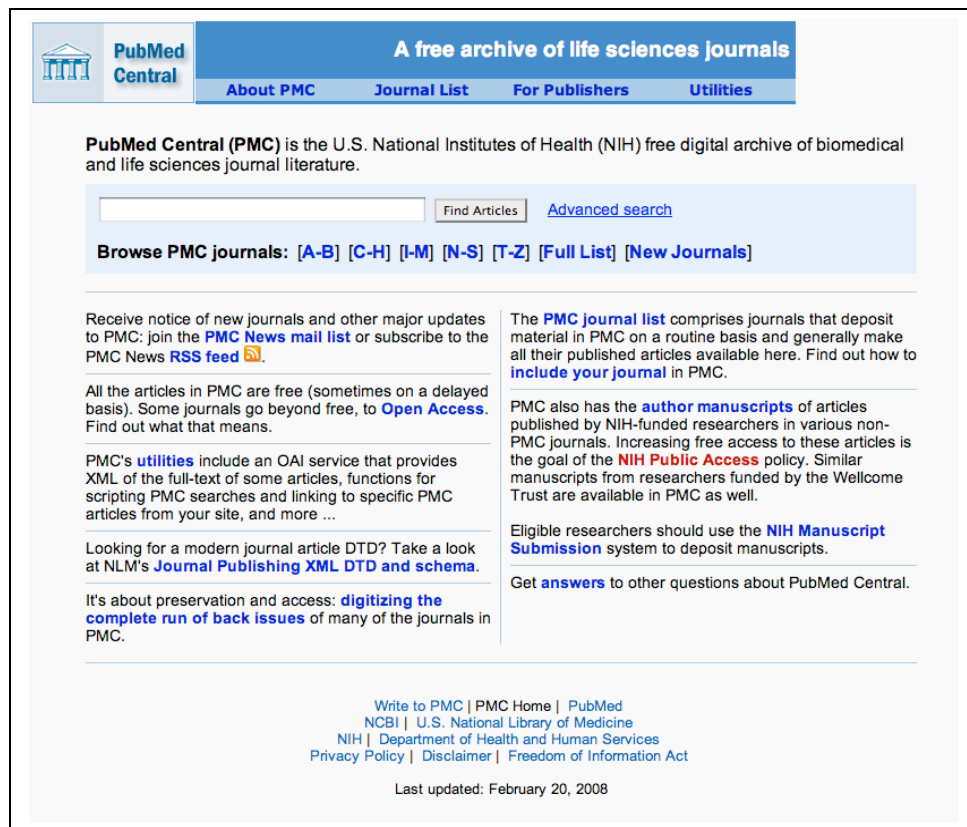 PubMed
Central
A free archive of life sciences journals
About PMC Journal List For Publishers Utilities
PubMed Central (PMC) is the U.S. National Institutes of Health (NIH) free digital archive of biomedical
and life sciences journal literature.
Find Articles Advanced search
Browse PMC journals: [A-B] [C-H] [I-M] [N-S] [T-Z] [Full List] [New Journals]
Receive notice of new journals and other major updates
to PMC: join the PMC News mail list or subscribe to the
PMC News RSS feed .
All the articles in PMC are free (sometimes on a delayed
basis). Some journals go beyond free, to Open Access.
Find out what that means.
PMC's utilities include an OAI service that provides
XML of the full-text of some articles, functions for
scripting PMC searches and linking to specific PMC
articles from your site, and more ...
Looking for a modern journal article DTD? Take a look
at NLM's Journal Publishing XML DTD and schema.
It's about preservation and access: digitizing the
complete run of back issues of many of the journals in
PMC.
The PMC journal list comprises journals that deposit
material in PMC on a routine basis and generally make
all their published articles available here. Find out how to
include your journal in PMC.
PMC also has the author manuscripts of articles
published by NIH-funded researchers in various non-
PMC journals. Increasing free access to these articles is
the goal of the NIH Public Access policy. Similar
manuscripts from researchers funded by the Wellcome
Trust are available in PMC as well.
Eligible researchers should use the NIH Manuscript
Submission system to deposit manuscripts.
Get answers to other questions about PubMed Central.
Write to PMC | PMC Home | PubMed
NCBI | U.S. National Library of Medicine
NIH | Department of Health and Human Services
Privacy Policy | Disclaimer | Freedom of Information Act
Last updated: February 20, 2008